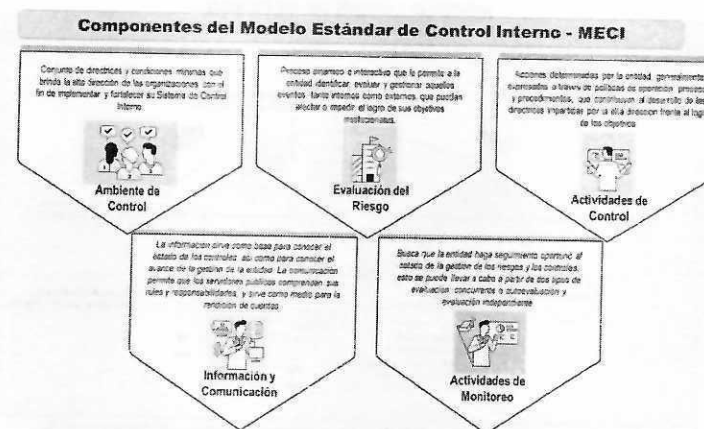 Componentes del Modelo Estándar de Control Interno - MECI
Conjunto de directrices y condiciones mínimas que
brinda la alta dirección de las organizaciones con el
fin de implementar y fortalecer su Sistema de Control
Interno.
Ambiente de
Control
Proceso dinámico e interactivo que le permite a la
entidad identificar, evaluar y gestionar aquellos
eventos, tanto internos como externos, que puedan
afectar o impedir el logro de sus objetivos
institucionales.
Evaluación del
Riesgo
Acciones determinadas por la entidad, generalmente
expresadas a través de políticas de operación, procesos
y procedimientos, que contribuyen al desarrollo de las
directrices impartidas por la alta dirección frente al logro
de los objetivos.
Actividades de
Control
La información sirve como base para conocer el
estado de los controles, así como para conocer el
avance de la gestión de la entidad. La comunicación
permite que los servidores públicos comprendan sus
roles y responsabilidades, y sirve como medio para la
rendición de cuentas.
Información y
Comunicación
Busca que la entidad haga seguimiento oportuno al
estado de la gestión de los riesgos y los controles,
esto se puede llevar a cabo a partir de dos tipos de
evaluación: concurrente o autoevaluación y
evaluación independiente.
Actividades de
Monitoreo